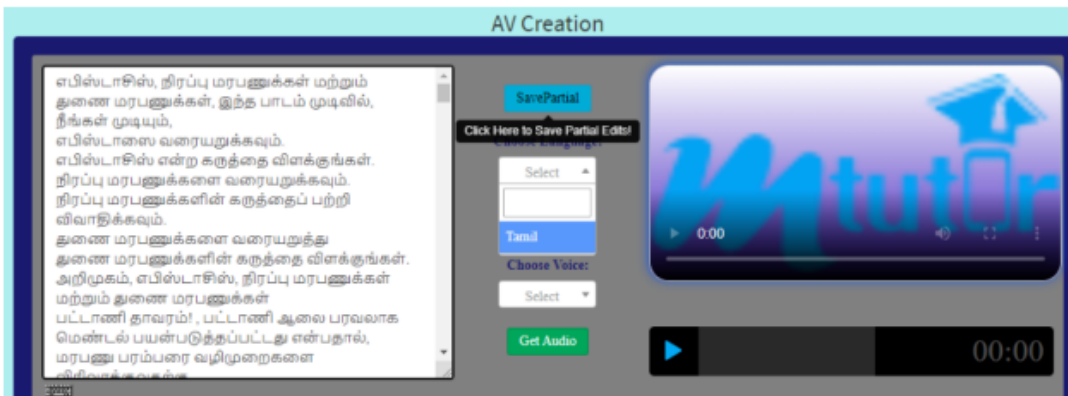 AV Creation
எபிஸ்டாசிஸ், நிரப்பு மரபணுக்கள் மற்றும்
துணை மரபணுக்கள், இந்த பாடம் முடிவில்,
நீங்கள் முடியும்,
எபிஸ்டாஸை வரையறுக்கவும்.
எபிஸ்டாசிஸ் என்ற கருத்தை விளக்குங்கள்.
நிரப்பு மரபணுக்களை வரையறுக்கவும்.
நிரப்பு மரபணுக்களின் கருத்தைப் பற்றி
விவாதிக்கவும்.
துணை மரபணுக்களை வரையறுத்து
துணை மரபணுக்களின் கருத்தை விளக்குங்கள்.
அறிமுகம், எபிஸ்டாசிஸ், நிரப்பு மரபணுக்கள்
மற்றும் துணை மரபணுக்கள்
பட்டாணி தாவரம்! , பட்டாணி ஆலை பரவலாக
மெண்டல் பயன்படுத்தப்பட்டது என்பதால்,
மரபணு பரம்பரை வழிமுறைகளை
SavePartial
Click Here to Save Partial Edits!
Choose Language:
Select
Tamil
Choose Voice:
Select
Get Audio
Mtutor
0:00
00:00